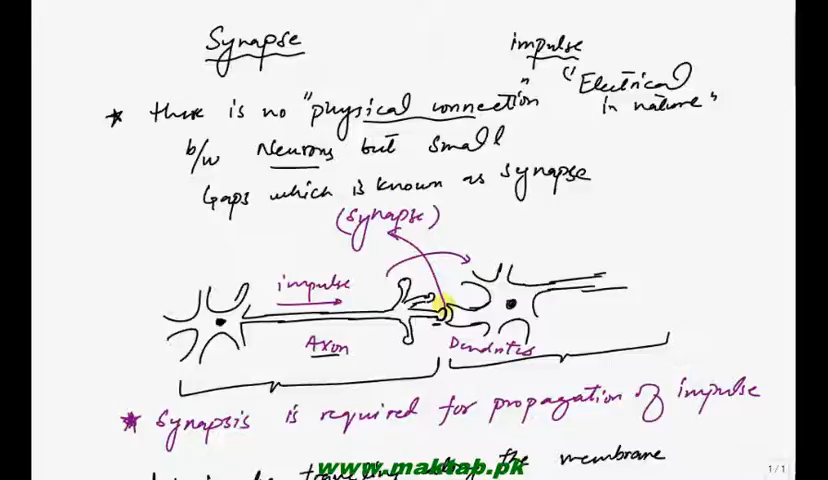 Synapse
impulse
"Electrical
in nature"
* there is no "physical connection"
b/w Neurons but small
Gaps which is known as synapse
(synapse)
impulse
Axon
Dendrites
* Synapsis is required for propagation of impulse
the membrane
www.maktab.pk
1/1